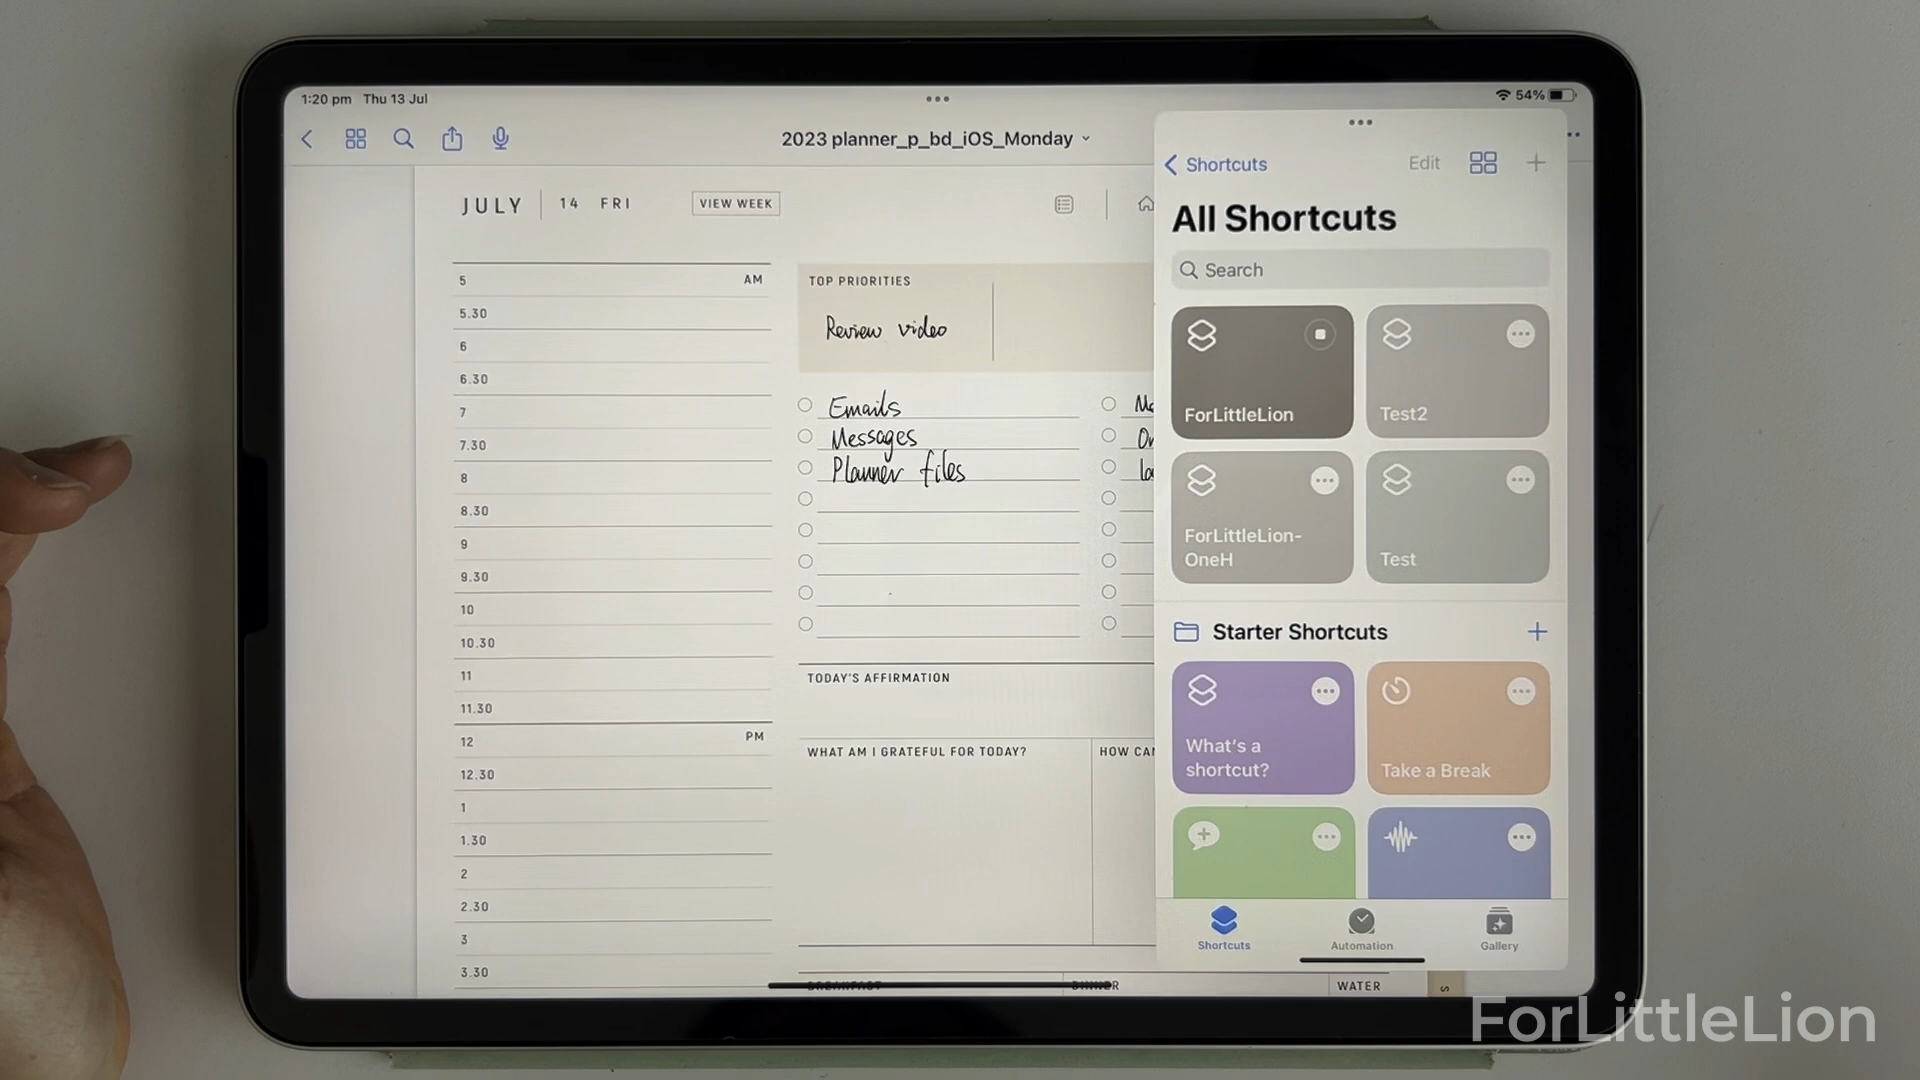 1:20 pm Thu 13 Jul
54%
2023 planner_p_bd_iOS_Monday
JULY 14 FRI VIEW WEEK
5 AM
5.30
6
6.30
7
7.30
8
8.30
9
9.30
10
10.30
11
11.30
12 PM
12.30
1
1.30
2
2.30
3
3.30
TOP PRIORITIES
Review video
Emails
Messages
Planner files
TODAY'S AFFIRMATION
WHAT AM I GRATEFUL FOR TODAY?
HOW CAN
BREAKFAST
DINNER
WATER
S
Shortcuts
Edit
All Shortcuts
Search
ForLittleLion
Test2
ForLittleLion-
OneH
Test
Starter Shortcuts
What's a
shortcut?
Take a Break
Shortcuts
Automation
Gallery
ForLittleLion